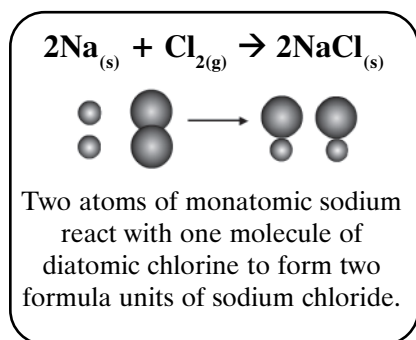 2Na(s) + Cl2(g) → 2NaCl(s)
Two atoms of monatomic sodium
react with one molecule of
diatomic chlorine to form two
formula units of sodium chloride.